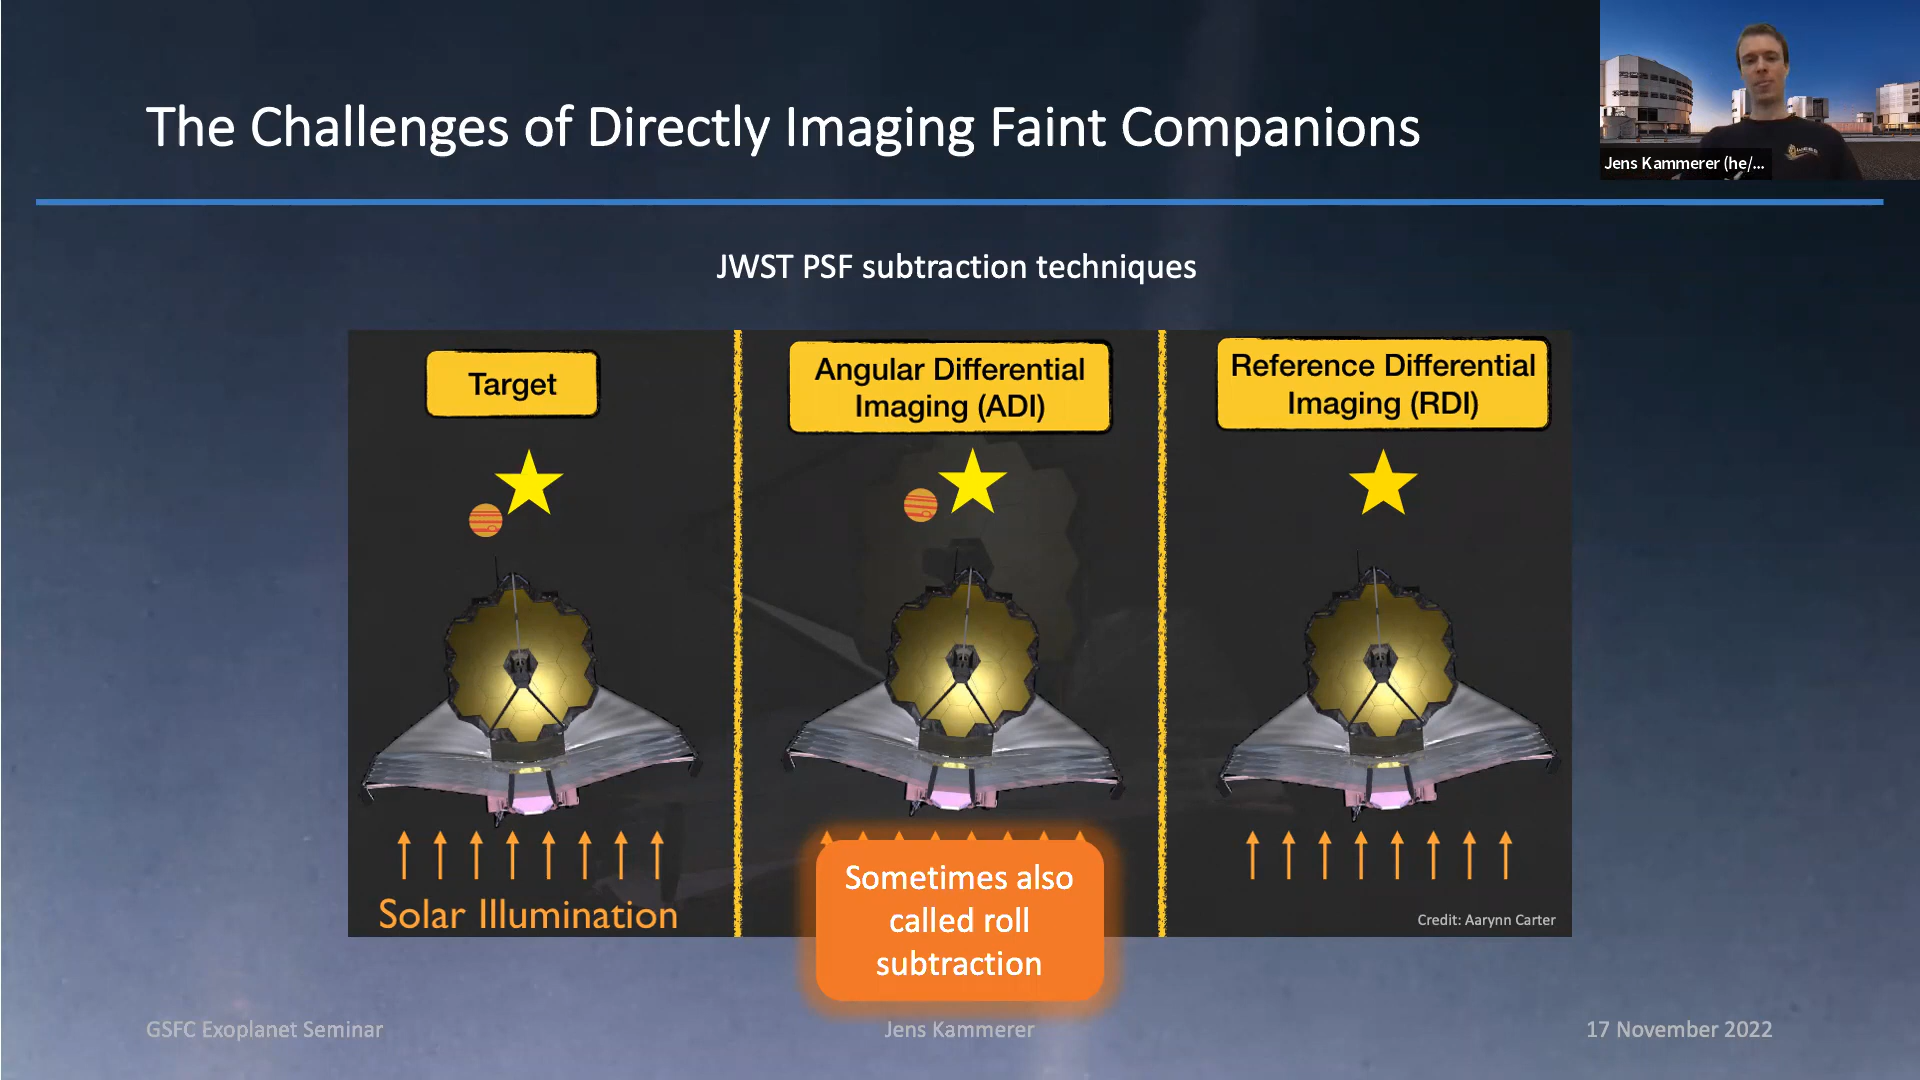 The Challenges of Directly Imaging Faint Companions
Jens Kammerer (he/...
JWST PSF subtraction techniques
Target
Angular Differential
Imaging (ADI)
Reference Differential
Imaging (RDI)
Solar Illumination
Sometimes also
called roll
subtraction
Credit: Aarynn Carter
GSFC Exoplanet Seminar
Jens Kammerer
17 November 2022